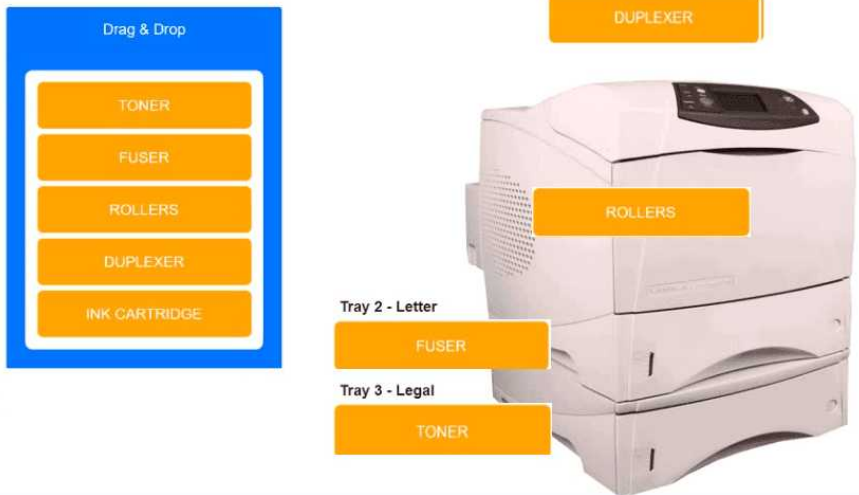 Drag & Drop
TONER
FUSER
ROLLERS
DUPLEXER
INK CARTRIDGE
DUPLEXER
ROLLERS
Tray 2 - Letter
FUSER
Tray 3 - Legal
TONER